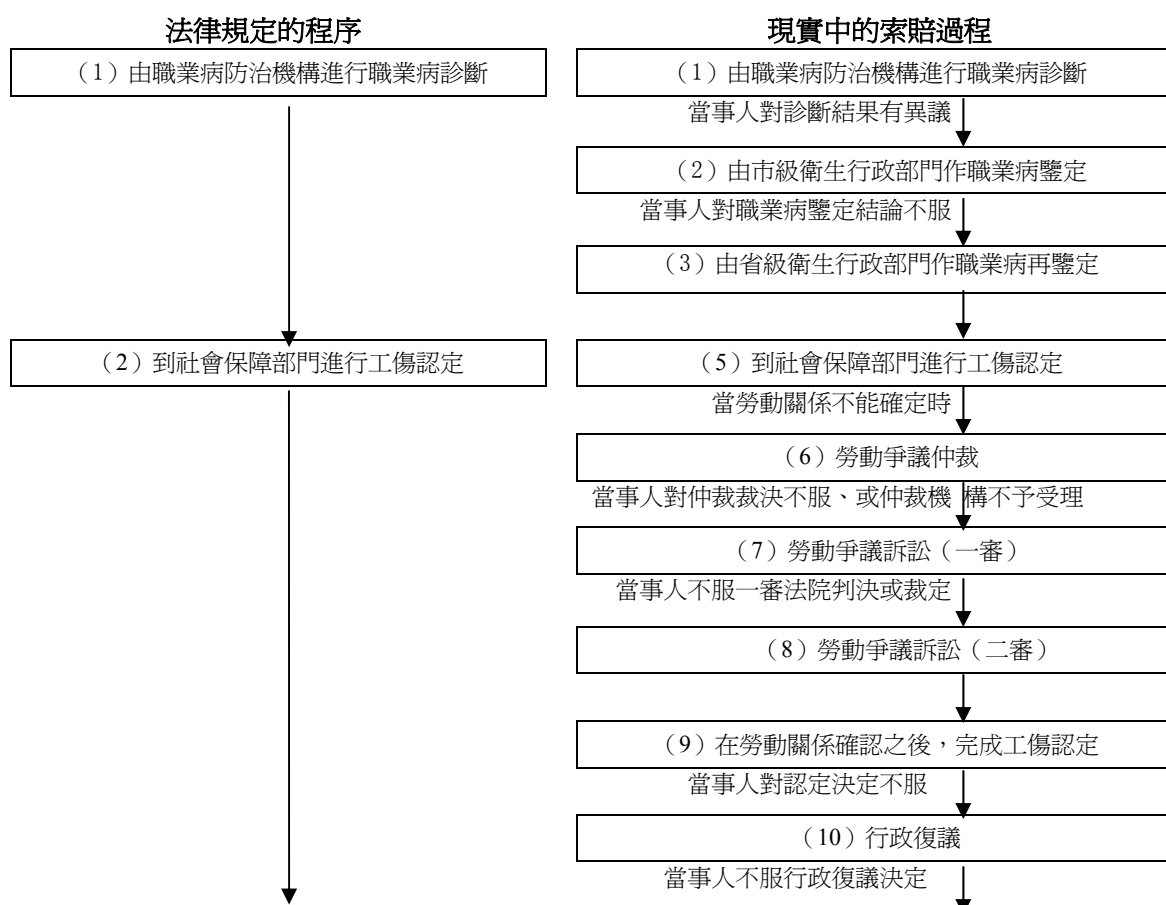 法律規定的程序
（1）由職業病防治機構進行職業病診斷
（2）到社會保障部門進行工傷認定
現實中的索賠過程
（1）由職業病防治機構進行職業病診斷
當事人對診斷結果有異議
（2）由市級衛生行政部門作職業病鑒定
當事人對職業病鑒定結論不服
（3）由省級衛生行政部門作職業病再鑒定
（5）到社會保障部門進行工傷認定
當勞動關係不能確定時
（6）勞動爭議仲裁
當事人對仲裁裁決不服、或仲裁機 構不予受理
（7）勞動爭議訴訟（一審）
當事人不服一審法院判決或裁定
（8）勞動爭議訴訟（二審）
（9）在勞動關係確認之後，完成工傷認定
當事人對認定決定不服
（10）行政復議
當事人不服行政復議決定